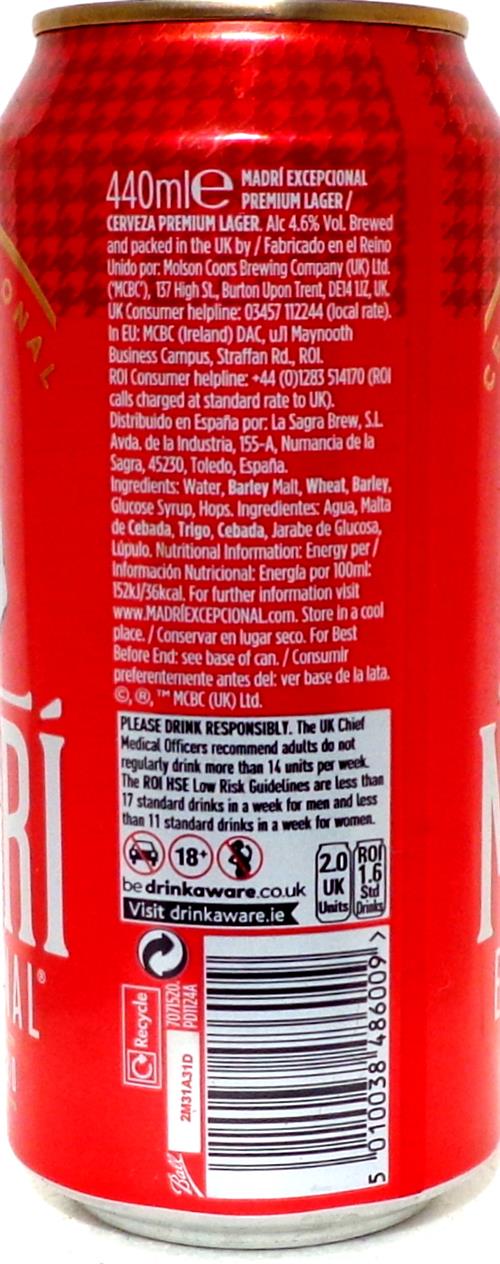 440ml℮ MADRÍ EXCEPCIONAL
PREMIUM LAGER /
CERVEZA PREMIUM LAGER. Alc 4.6% Vol. Brewed
and packed in the UK by / Fabricado en el Reino
Unido por: Molson Coors Brewing Company (UK) Ltd.
('MCBC'), 137 High St., Burton Upon Trent, DE14 1JZ, UK.
UK Consumer helpline: 03457 112244 (local rate).
In EU: MCBC (Ireland) DAC, uJ1 Maynooth
Business Campus, Straffan Rd., ROI.
ROI Consumer helpline: +44 (0)1283 514170 (ROI
calls charged at standard rate to UK).
Distribuido en España por: La Sagra Brew, S.L.
Avda. de la Industria, 155-A, Numancia de la
Sagra, 45230, Toledo, España.
Ingredients: Water, Barley Malt, Wheat, Barley,
Glucose Syrup, Hops. Ingredientes: Agua, Malta
de Cebada, Trigo, Cebada, Jarabe de Glucosa,
Lúpulo. Nutritional Information: Energy per /
Información Nutricional: Energía por 100ml:
152kJ/36kcal. For further information visit
www.MADRÍEXCEPCIONAL.com. Store in a cool
place. / Conservar en lugar seco. For Best
Before End: see base of can. / Consumir
preferentemente antes del: ver base de la lata.
©, ®, ™ MCBC (UK) Ltd.
PLEASE DRINK RESPONSIBLY. The UK Chief
Medical Officers recommend adults do not
regularly drink more than 14 units per week.
The ROI HSE Low Risk Guidelines are less than
17 standard drinks in a week for men and less
than 11 standard drinks in a week for women.
18+
be drinkaware.co.uk
Visit drinkaware.ie
2.0
UK
Units
ROI
1.6
Std
Drinks
Recycle
7071520.
PD1124A
2M31A31D
Ball
5 010038 486009 >
ONAL
RÍ
NAL®